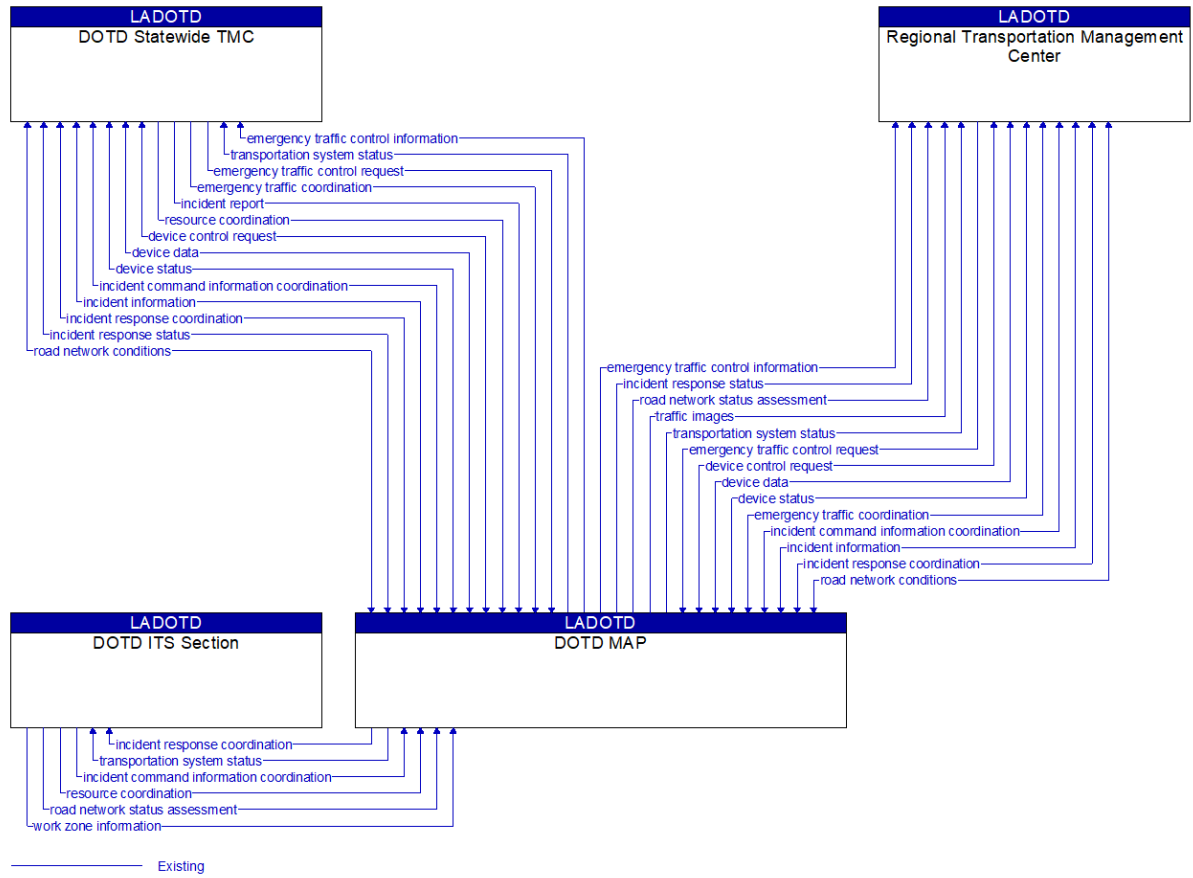 LADOTD
DOTD Statewide TMC
LADOTD
Regional Transportation Management
Center
emergency traffic control information
transportation system status
emergency traffic control request
emergency traffic coordination
incident report
resource coordination
device control request
device data
device status
incident command information coordination
incident information
incident response coordination
incident response status
road network conditions
emergency traffic control information
incident response status
road network status assessment
traffic images
transportation system status
emergency traffic control request
device control request
device data
device status
emergency traffic coordination
incident command information coordination
incident information
incident response coordination
road network conditions
LADOTD
DOTD ITS Section
LADOTD
DOTD MAP
incident response coordination
transportation system status
incident command information coordination
resource coordination
road network status assessment
work zone information
Existing